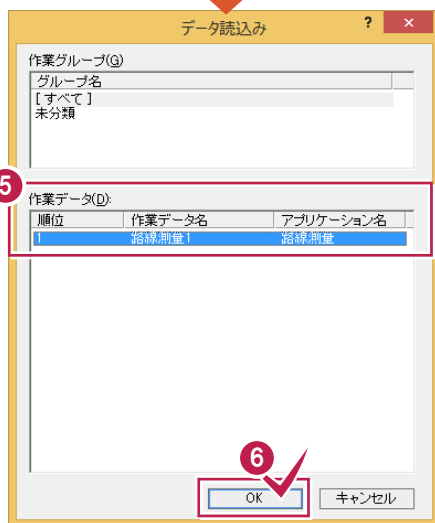 データ読込み ? ×
作業グループ(G)
グループ名
[すべて]
未分類
5
作業データ(D):
順位 作業データ名 アプリケーション名
1 路線測量1 路線測量
6
OK キャンセル